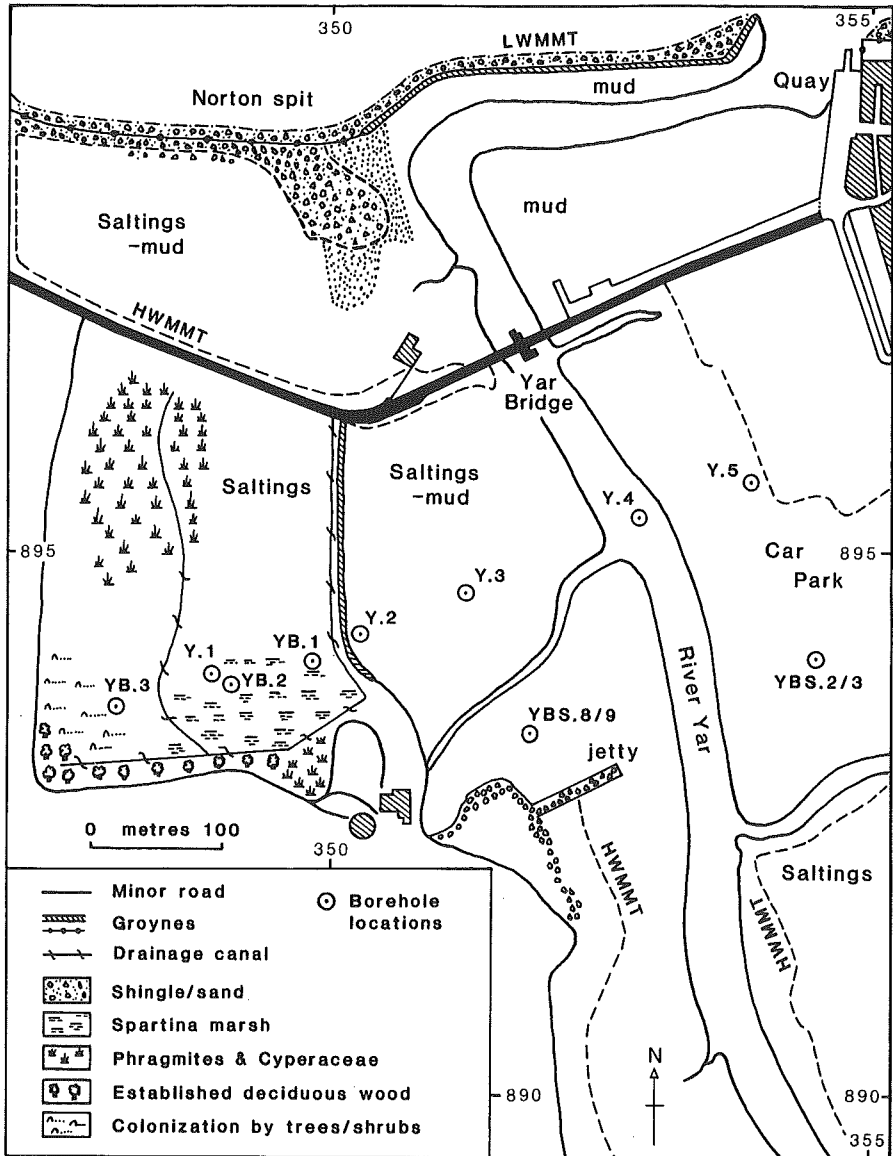 350
355
LWMMT
Norton spit
mud
Quay
Saltings
-mud
mud
HWMMT
Yar
Bridge
Saltings
Saltings
-mud
Y.5
Y.4
895
Car
Park
895
Y.3
Y.2
YB.1
Y.1
YB.2
YB.3
YBS.2/3
River Yar
YBS.8/9
jetty
0 metres 100
350
HWMMT
HWMMT
Saltings
Minor road
Groynes
Drainage canal
Shingle/sand
Spartina marsh
Phragmites & Cyperaceae
Established deciduous wood
Colonization by trees/shrubs
Borehole
locations
N
890
890
355